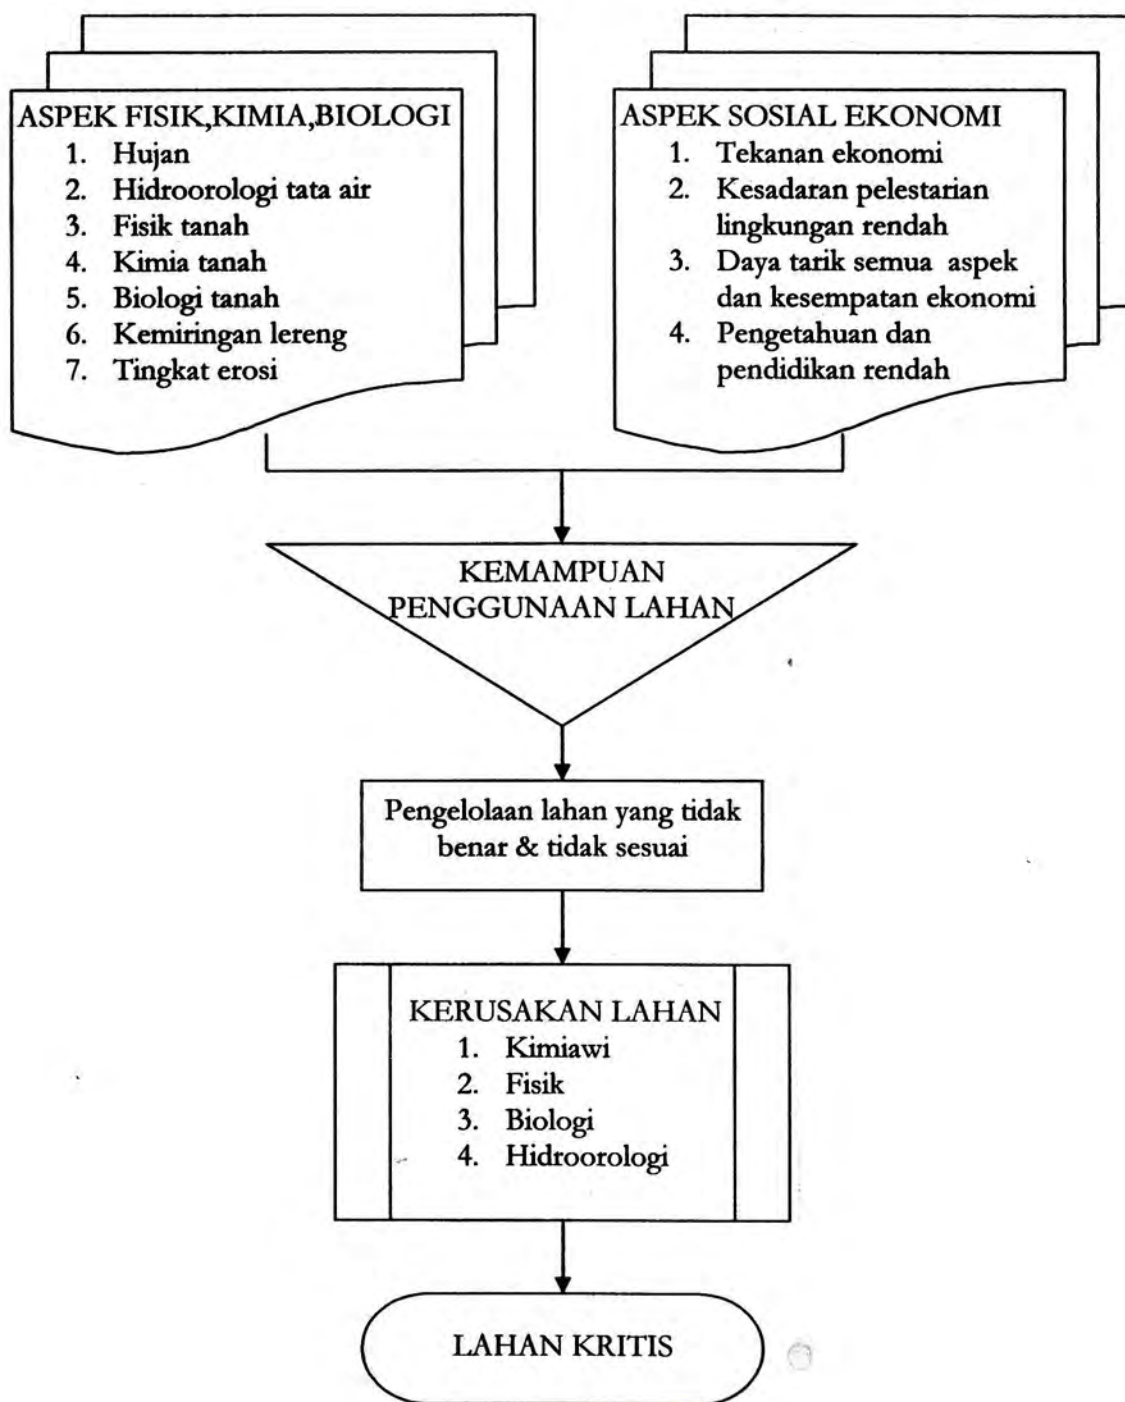 ASPEK FISIK,KIMIA,BIOLOGI
1. Hujan
2. Hidroorologi tata air
3. Fisik tanah
4. Kimia tanah
5. Biologi tanah
6. Kemiringan lereng
7. Tingkat erosi
ASPEK SOSIAL EKONOMI
1. Tekanan ekonomi
2. Kesadaran pelestarian
lingkungan rendah
3. Daya tarik semua aspek
dan kesempatan ekonomi
4. Pengetahuan dan
pendidikan rendah
KEMAMPUAN
PENGGUNAAN LAHAN
Pengelolaan lahan yang tidak
benar & tidak sesuai
KERUSAKAN LAHAN
1. Kimiawi
2. Fisik
3. Biologi
4. Hidroorologi
LAHAN KRITIS